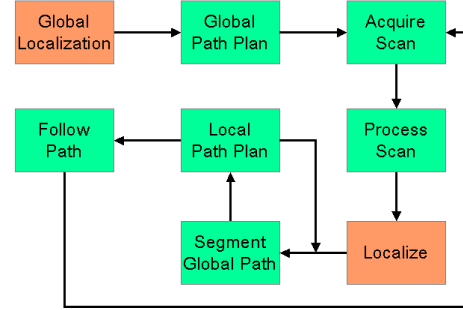 Global
Localization
Global
Path Plan
Acquire
Scan
Follow
Path
Local
Path Plan
Process
Scan
Segment
Global Path
Localize